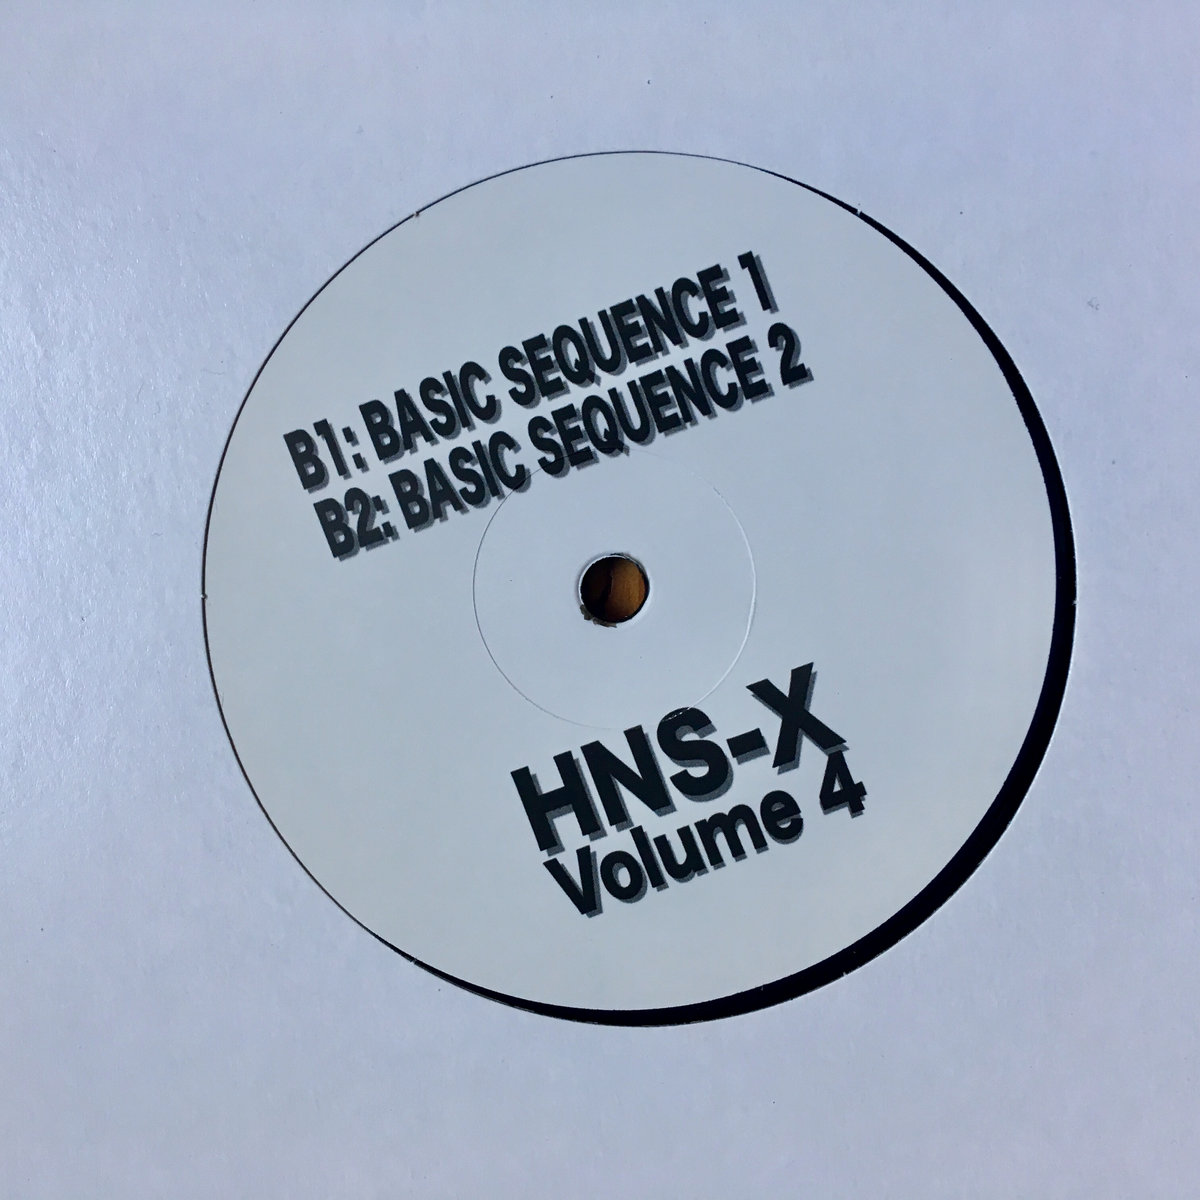 B1: BASIC SEQUENCE 1
B2: BASIC SEQUENCE 2
HNS-X
Volume 4